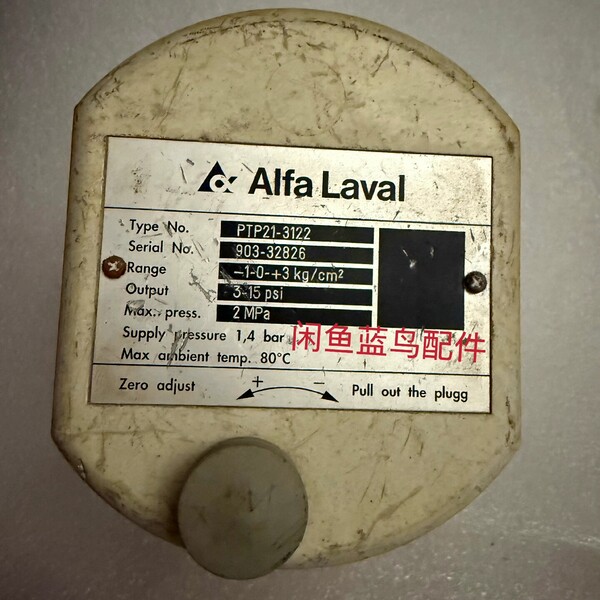 Alfa Laval
Type No. PTP21-3122
Serial No. 903-32826
Range -1-0-+3 kg/cm²
Output 3-15 psi
Max. press. 2 MPa
Supply pressure 1,4 bar
闲鱼蓝鸟配件
Max ambient temp. 80°C
Zero adjust + - Pull out the plugg